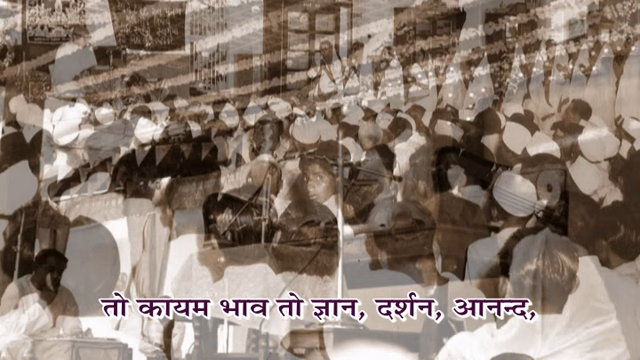 तो कायम भाव तो ज्ञान, दर्शन, आनन्द,